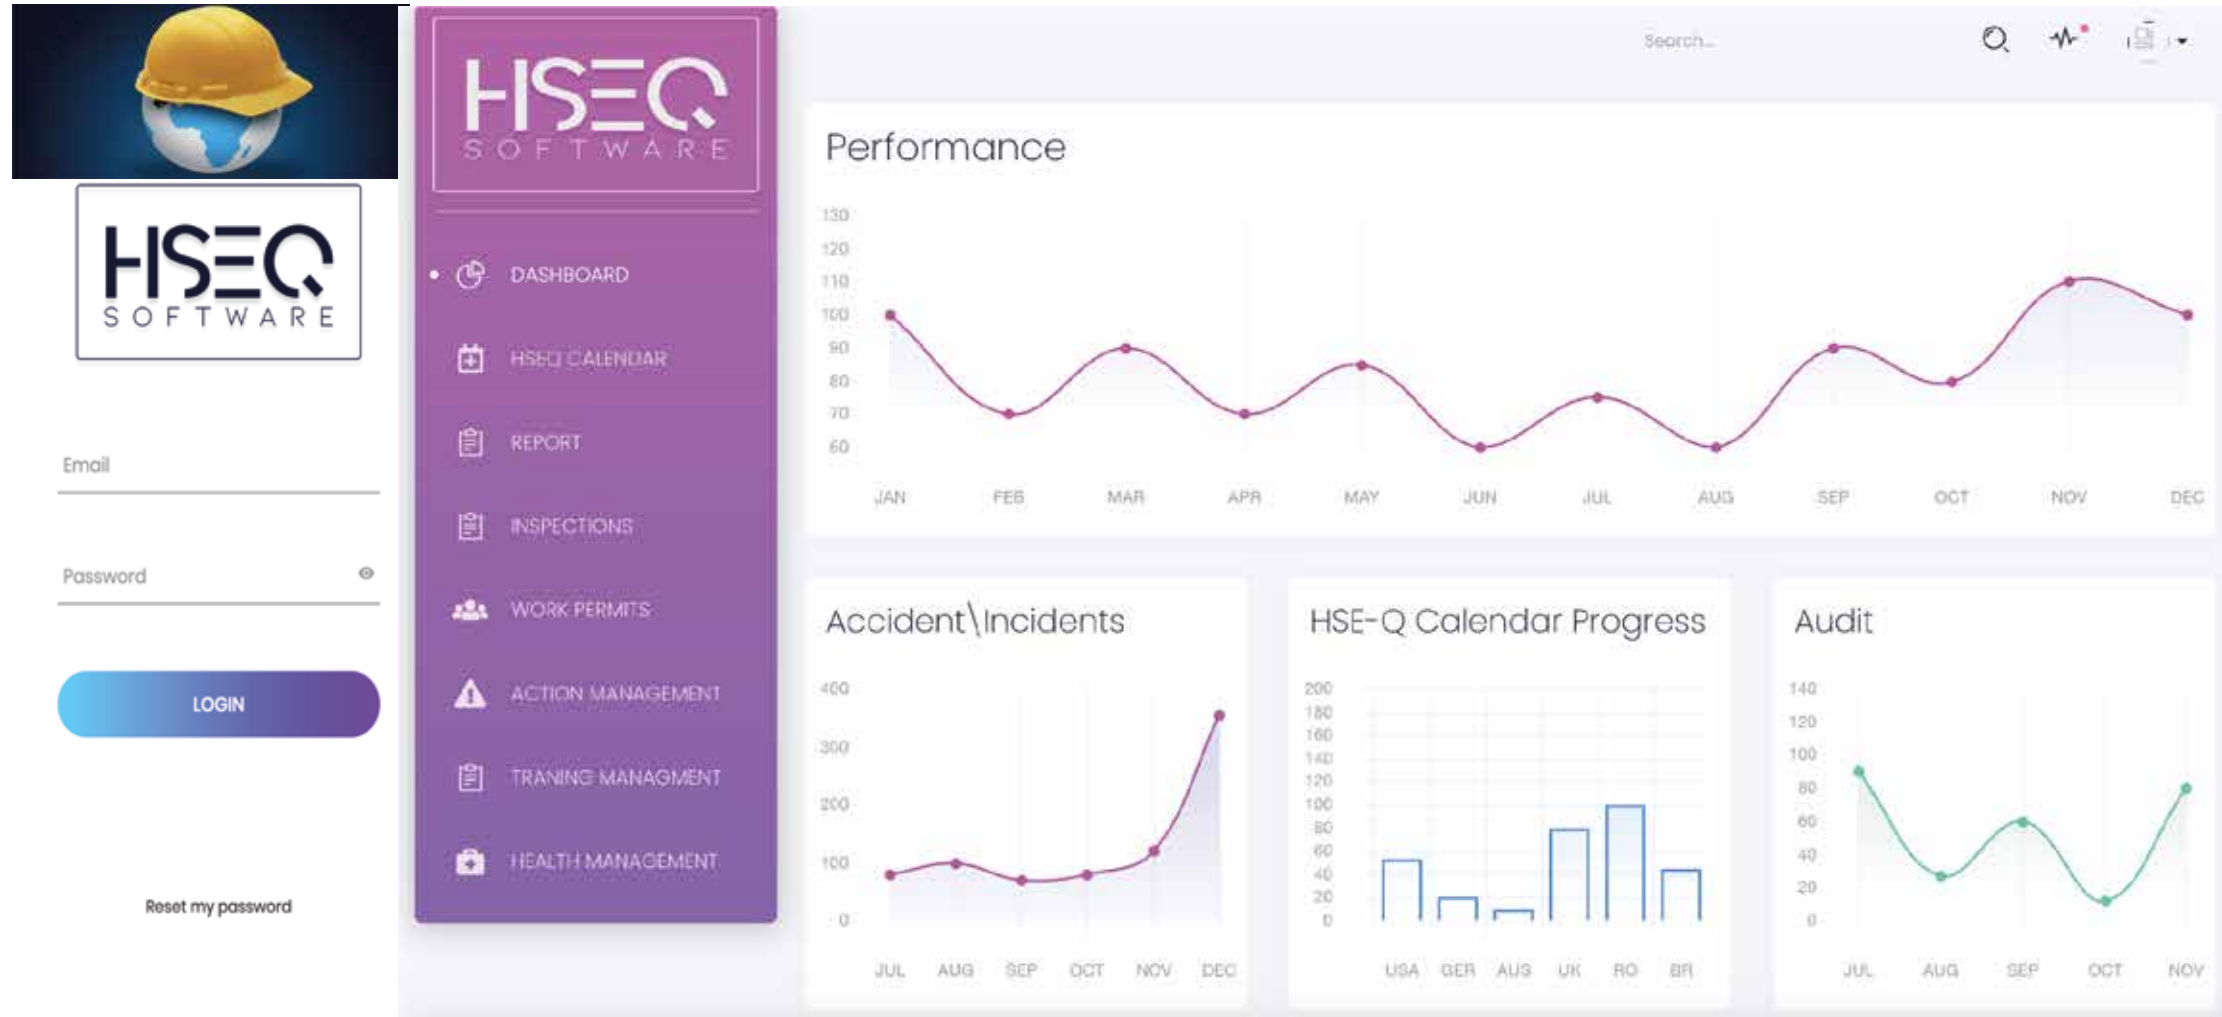 HSEQ
SOFTWARE
Email
Password
LOGIN
Reset my password
HSEQ
SOFTWARE
DASHBOARD
HSEQ CALENDAR
REPORT
INSPECTIONS
WORK PERMITS
ACTION MANAGEMENT
TRANING MANAGMENT
HEALTH MANAGEMENT
Search...
Performance
130
120
110
100
90
80
70
60
JAN FEB MAR APR MAY JUN JUL AUG SEP OCT NOV DEC
Accident\Incidents
400
300
200
100
0
JUL AUG SEP OCT NOV DEC
HSE-Q Calendar Progress
200
180
160
140
120
100
80
60
40
20
0
USA GER AUS UK RO BR
Audit
140
120
100
80
60
40
20
0
JUL AUG SEP OCT NOV